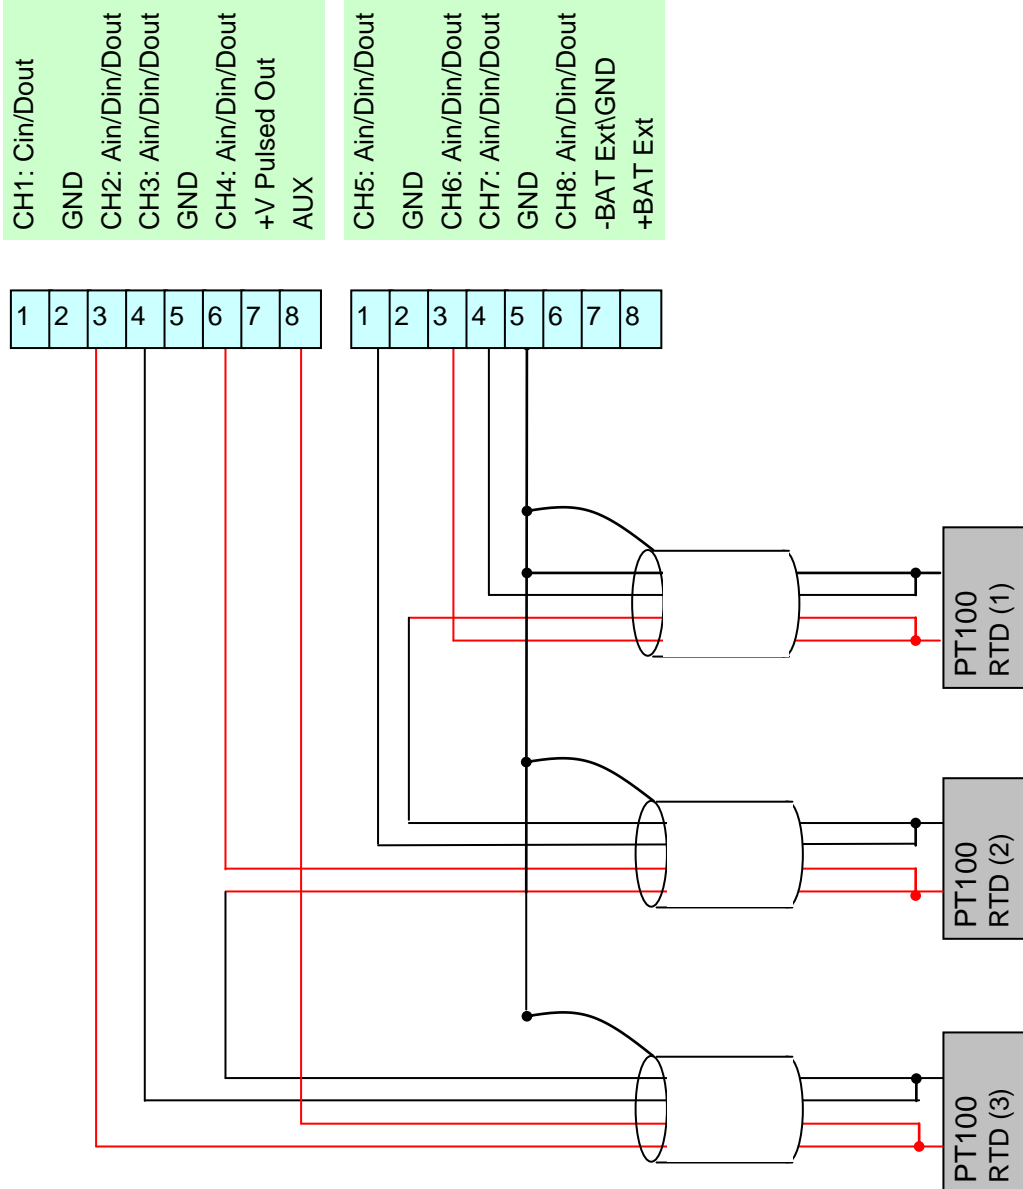 CH1: Cin/Dout
GND
CH2: Ain/Din/Dout
CH3: Ain/Din/Dout
GND
CH4: Ain/Din/Dout
+V Pulsed Out
AUX
CH5: Ain/Din/Dout
GND
CH6: Ain/Din/Dout
CH7: Ain/Din/Dout
GND
CH8: Ain/Din/Dout
-BAT Ext\GND
+BAT Ext
1 2 3 4 5 6 7 8
1 2 3 4 5 6 7 8
PT100
RTD (1)
PT100
RTD (2)
PT100
RTD (3)